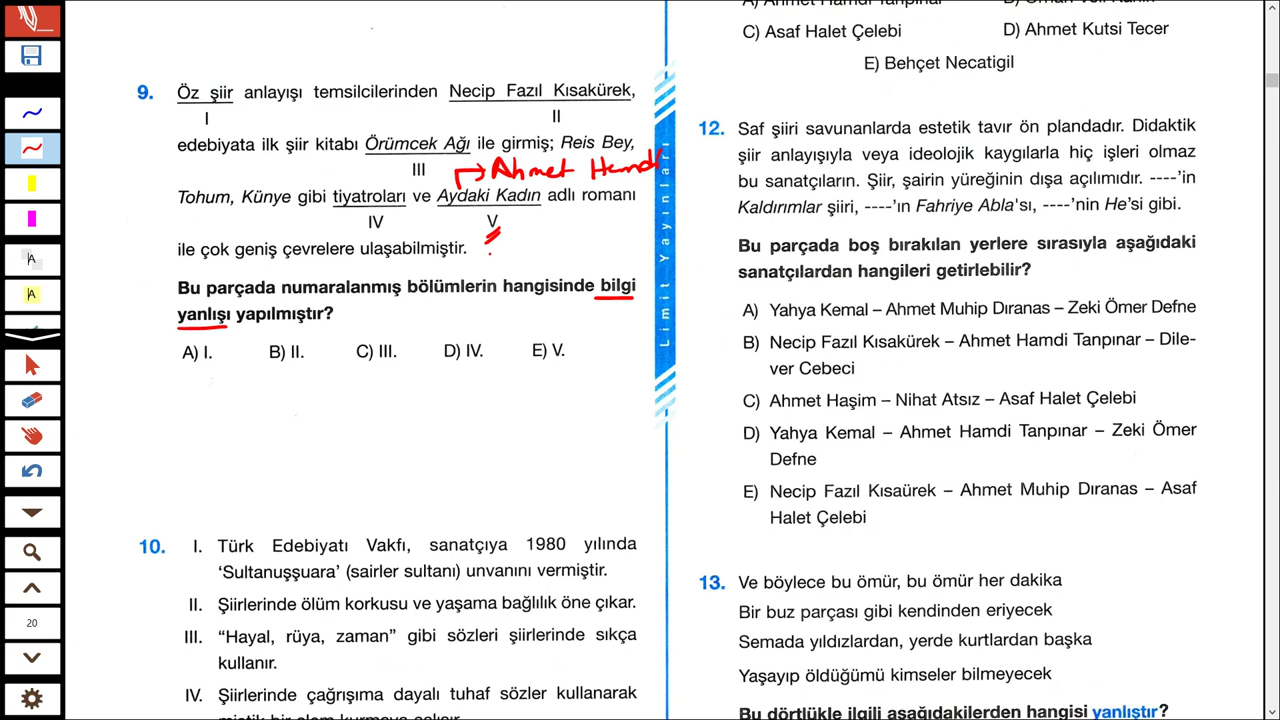 9. Öz şiir anlayışı temsilcilerinden Necip Fazıl Kısakürek,
I II
edebiyata ilk şiir kitabı Örümcek Ağı ile girmiş; Reis Bey,
III
Ahmet Hamdi
Tohum, Künye gibi tiyatroları ve Aydaki Kadın adlı romanı
IV V
ile çok geniş çevrelere ulaşabilmiştir.
Bu parçada numaralanmış bölümlerin hangisinde bilgi
yanlışı yapılmıştır?
A) I. B) II. C) III. D) IV. E) V.
10. I. Türk Edebiyatı Vakfı, sanatçıya 1980 yılında
‘Sultanuşşuara’ (sairler sultanı) unvanını vermiştir.
II. Şiirlerinde ölüm korkusu ve yaşama bağlılık öne çıkar.
III. “Hayal, rüya, zaman” gibi sözleri şiirlerinde sıkça
kullanır.
IV. Şiirlerinde çağrışıma dayalı tuhaf sözler kullanarak
Limit Yayınları
C) Asaf Halet Çelebi D) Ahmet Kutsi Tecer
E) Behçet Necatigil
12. Saf şiiri savunanlarda estetik tavır ön plandadır. Didaktik
şiir anlayışıyla veya ideolojik kaygılarla hiç işleri olmaz
bu sanatçıların. Şiir, şairin yüreğinin dışa açılımıdır. ----’in
Kaldırımlar şiiri, ----’ın Fahriye Abla'sı, ----’nin He’si gibi.
Bu parçada boş bırakılan yerlere sırasıyla aşağıdaki
sanatçılardan hangileri getirlebilir?
A) Yahya Kemal – Ahmet Muhip Dıranas – Zeki Ömer Defne
B) Necip Fazıl Kısakürek – Ahmet Hamdi Tanpınar – Dile-
ver Cebeci
C) Ahmet Haşim – Nihat Atsız – Asaf Halet Çelebi
D) Yahya Kemal – Ahmet Hamdi Tanpınar – Zeki Ömer
Defne
E) Necip Fazıl Kısaürek – Ahmet Muhip Dıranas – Asaf
Halet Çelebi
13. Ve böylece bu ömür, bu ömür her dakika
Bir buz parçası gibi kendinden eriyecek
Semada yıldızlardan, yerde kurtlardan başka
Yaşayıp öldüğümü kimseler bilmeyecek
Bu dörtlükle ilgili aşağıdakilerden hangisi yanlıştır?
A
A
20